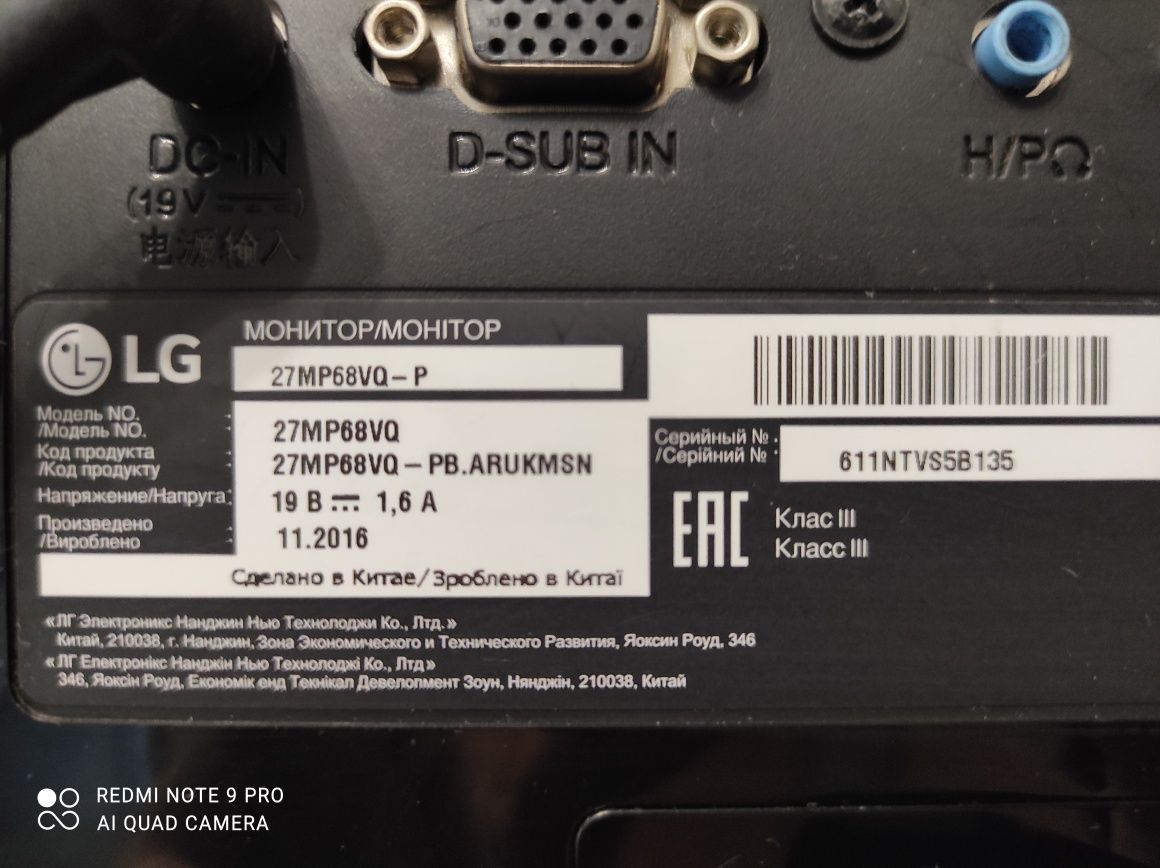 DC-IN
(19V
电源输入
D-SUB IN
H/P
LG
МОНИТОР/МОНІТОР
27MP68VQ-P
Модель NO.
/Модель NO.
27MP68VQ
Код продукта
/Код продукту
27MP68VQ-PB.ARUKMSN
Напряжение/Напруга:
19 В 1,6 А
Произведено
/Вироблено
11.2016
Сделано в Китае/Зроблено в Китаї
Серийный № .
/Серійний № ·
611NTVS5B135
EAC
Клас III
Класс III
«ЛГ Электроникс Нанджин Нью Технолоджи Ко., Лтд.»
Китай, 210038, г. Нанджин, Зона Экономического и Технического Развития, Яоксин Роуд, 346
«ЛГ Електронікс Нанджін Нью Технолоджі Ко., Лтд»
346, Яоксін Роуд, Економік енд Текнікал Девелопмент Зоун, Нянджін, 210038, Китай
REDMI NOTE 9 PRO
AI QUAD CAMERA